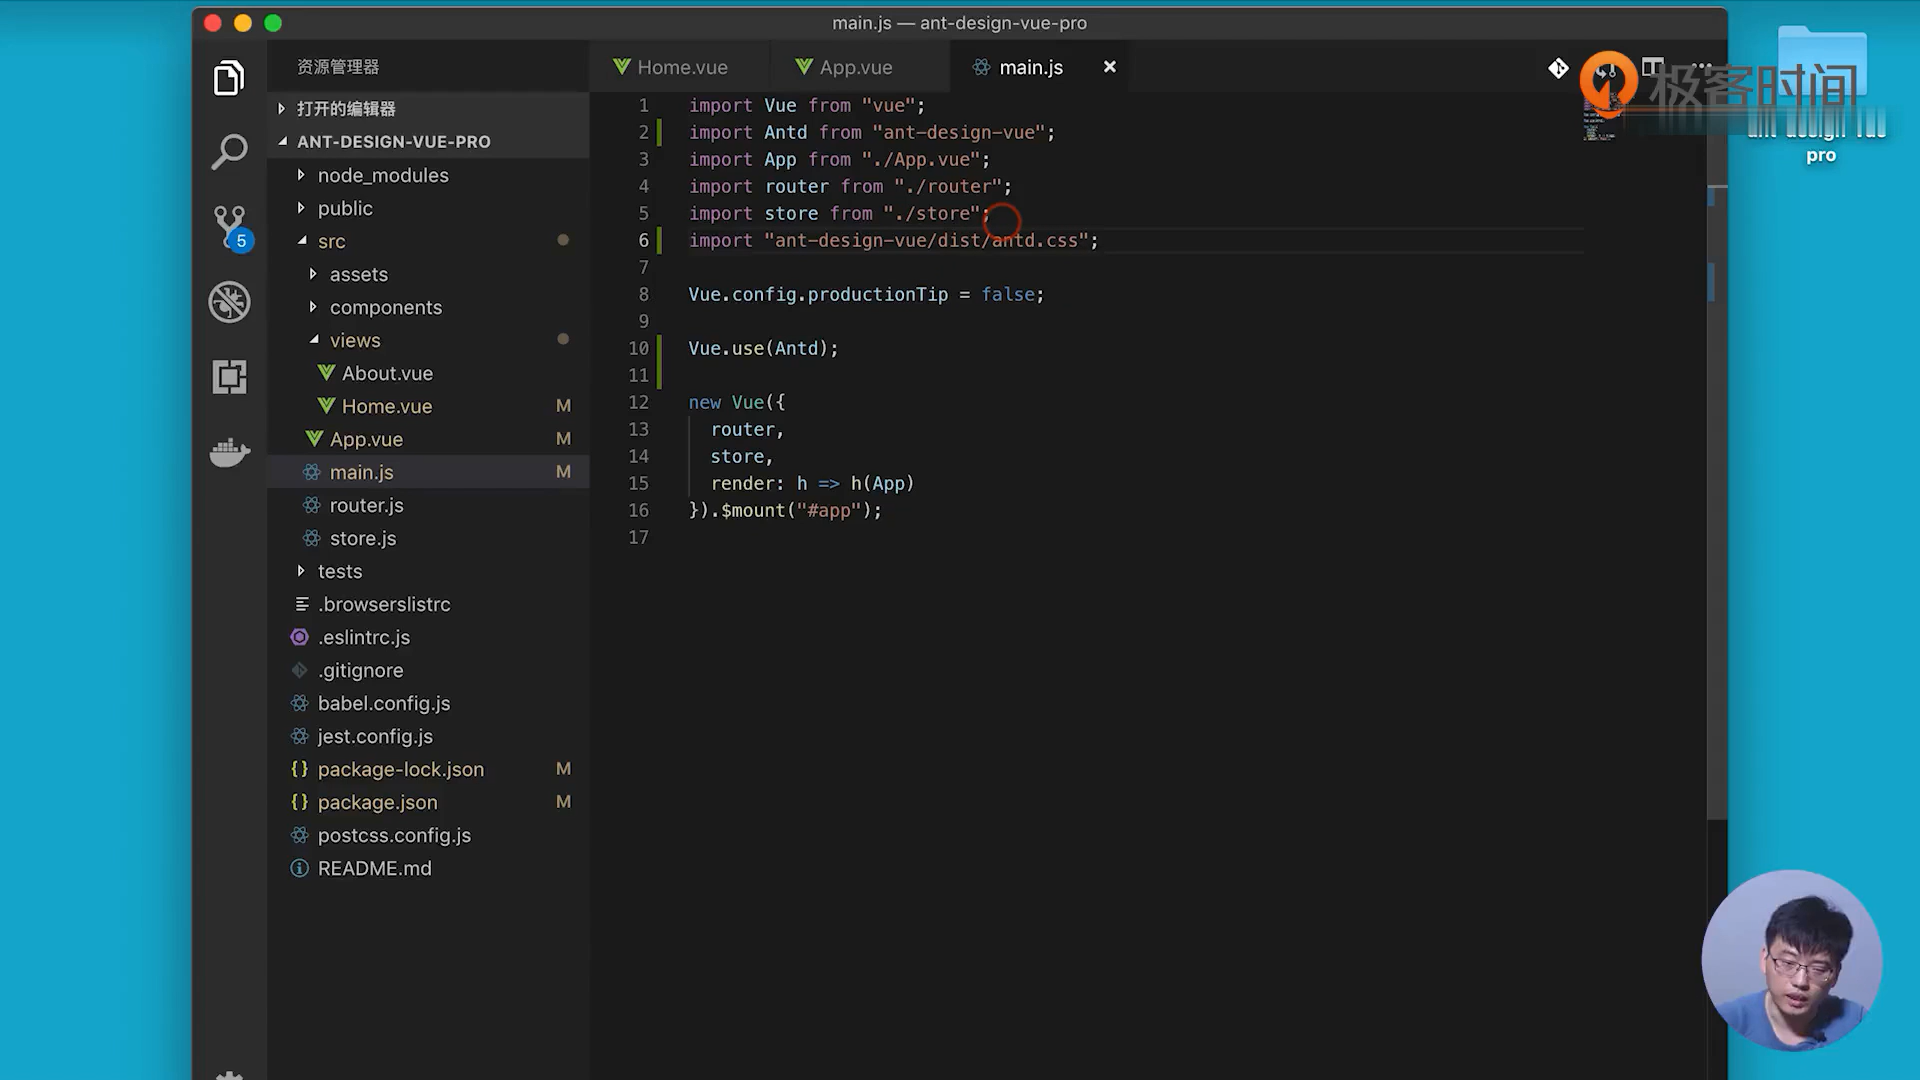 main.js — ant-design-vue-pro
资源管理器
打开的编辑器
ANT-DESIGN-VUE-PRO
node_modules
public
src
assets
components
views
About.vue
Home.vue M
App.vue M
main.js M
router.js
store.js
tests
.browserslistrc
.eslintrc.js
.gitignore
babel.config.js
jest.config.js
package-lock.json M
package.json M
postcss.config.js
README.md
5
Home.vue App.vue main.js
1 import Vue from "vue";
2 import Antd from "ant-design-vue";
3 import App from "./App.vue";
4 import router from "./router";
5 import store from "./store";
6 import "ant-design-vue/dist/antd.css";
7
8 Vue.config.productionTip = false;
9
10 Vue.use(Antd);
11
12 new Vue({
13 router,
14 store,
15 render: h => h(App)
16 }).$mount("#app");
17
极客时间
ant-design-vue-
pro